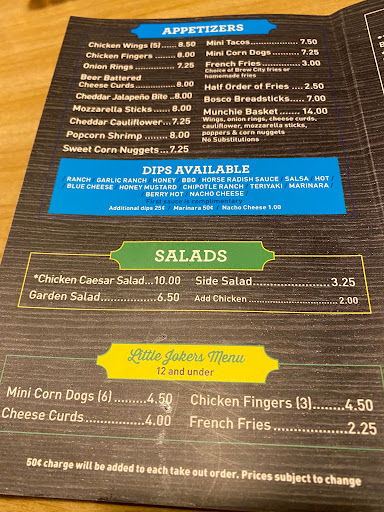 APPETIZERS
Chicken Wings (5) ...... 8.50
Chicken Fingers ...... 8.00
Onion Rings ............ 7.25
Beer Battered
Cheese Curds ............ 8.00
Cheddar Jalapeño Bite .. 8.00
Mozzarella Sticks ....... 8.00
Cheddar Cauliflower ... 7.25
Popcorn Shrimp ........ 8.00
Sweet Corn Nuggets ... 7.25
Mini Tacos .............. 7.50
Mini Corn Dogs ......... 7.25
French Fries ............ 3.00
Choice of Brew City fries or
homemade fries
Half Order of Fries .... 2.50
Bosco Breadsticks ...... 7.00
Munchie Basket ........ 14.00
Wings, onion rings, cheese curds,
cauliflower, mozzarella sticks,
poppers & corn nuggets
No Substitutions
DIPS AVAILABLE
RANCH GARLIC RANCH HONEY BBQ HORSE RADISH SAUCE SALSA HOT
BLUE CHEESE HONEY MUSTARD CHIPOTLE RANCH TERIYAKI MARINARA
BERRY HOT NACHO CHEESE
First sauce is complimentary
Additional dips 25¢ Marinara 50¢ Nacho Cheese 1.00
SALADS
*Chicken Caesar Salad...10.00
Garden Salad ............ 6.50
Side Salad ................ 3.25
Add Chicken ............... 2.00
Little Jokers Menu
12 and under
Mini Corn Dogs (6) ......... 4.50
Cheese Curds ............ 4.00
Chicken Fingers (3) ....... 4.50
French Fries ............... 2.25
50¢ charge will be added to each take out order. Prices subject to change